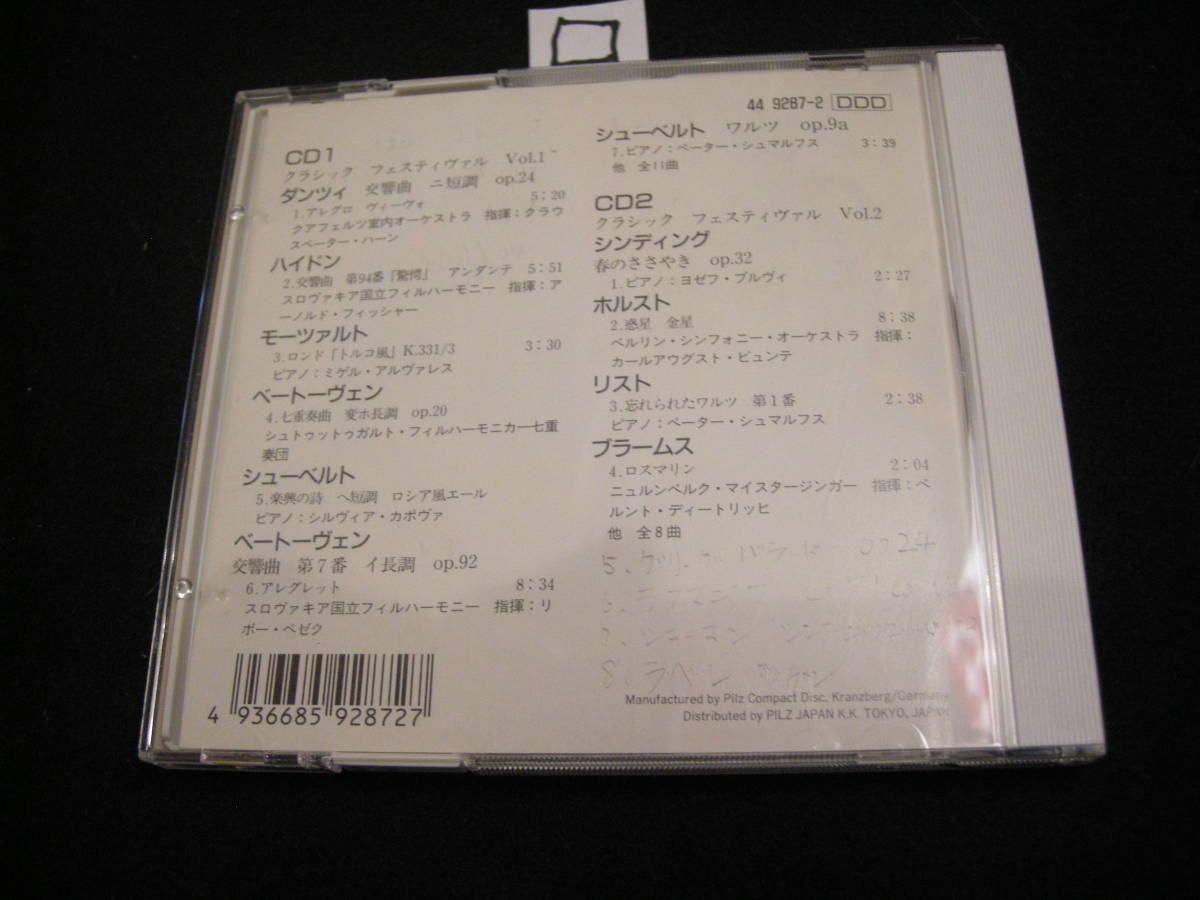 CD1
クラシック フェスティヴァル Vol.1
ダンツィ 交響曲 ニ短調 op.24
1.アレグロ ヴィーヴォ 5:20
クアフェルツ室内オーケストラ 指揮:クラウ
スペーター・ハーン
ハイドン
2.交響曲 第94番「驚愕」 アンダンテ 5:51
スロヴァキア国立フィルハーモニー 指揮:ア
ーノルド・フィッシャー
モーツァルト
3.ロンド「トルコ風」K.331/3 3:30
ピアノ:ミゲル・アルヴァレス
ベートーヴェン
4.七重奏曲 変ホ長調 op.20
シュトゥットゥガルト・フィルハーモニカー七重
奏団
シューベルト
5.楽興の詩 ヘ短調 ロシア風エール
ピアノ:シルヴィア・カポヴァ
ベートーヴェン
交響曲 第7番 イ長調 op.92
6.アレグレット 8:34
スロヴァキア国立フィルハーモニー 指揮:リ
ボー・ペゼク
4 936685 928727
44 9287-2 DDD
シューベルト ワルツ op.9a
7.ピアノ:ペーター・シュマルフス 3:39
他 全11曲
CD2
クラシック フェスティヴァル Vol.2
シンディング
春のささやき op.32
1.ピアノ:ヨゼフ・ブルヴィ 2:27
ホルスト
2.惑星 金星 8:38
ベルリン・シンフォニー・オーケストラ 指揮:
カールアウグスト・ビュンテ
リスト
3.忘れられたワルツ 第1番 2:38
ピアノ:ペーター・シュマルフス
ブラームス
4.ロスマリン 2:04
ニュルンベルク・マイスタージンガー 指揮:ベ
ルント・ディートリッヒ
他 全8曲
5.グリーグ バラード op24
7.シューマン
8.ラベル
Manufactured by Pilz Compact Disc, Kranzberg/Germany
Distributed by PILZ JAPAN K.K. TOKYO, JAPAN